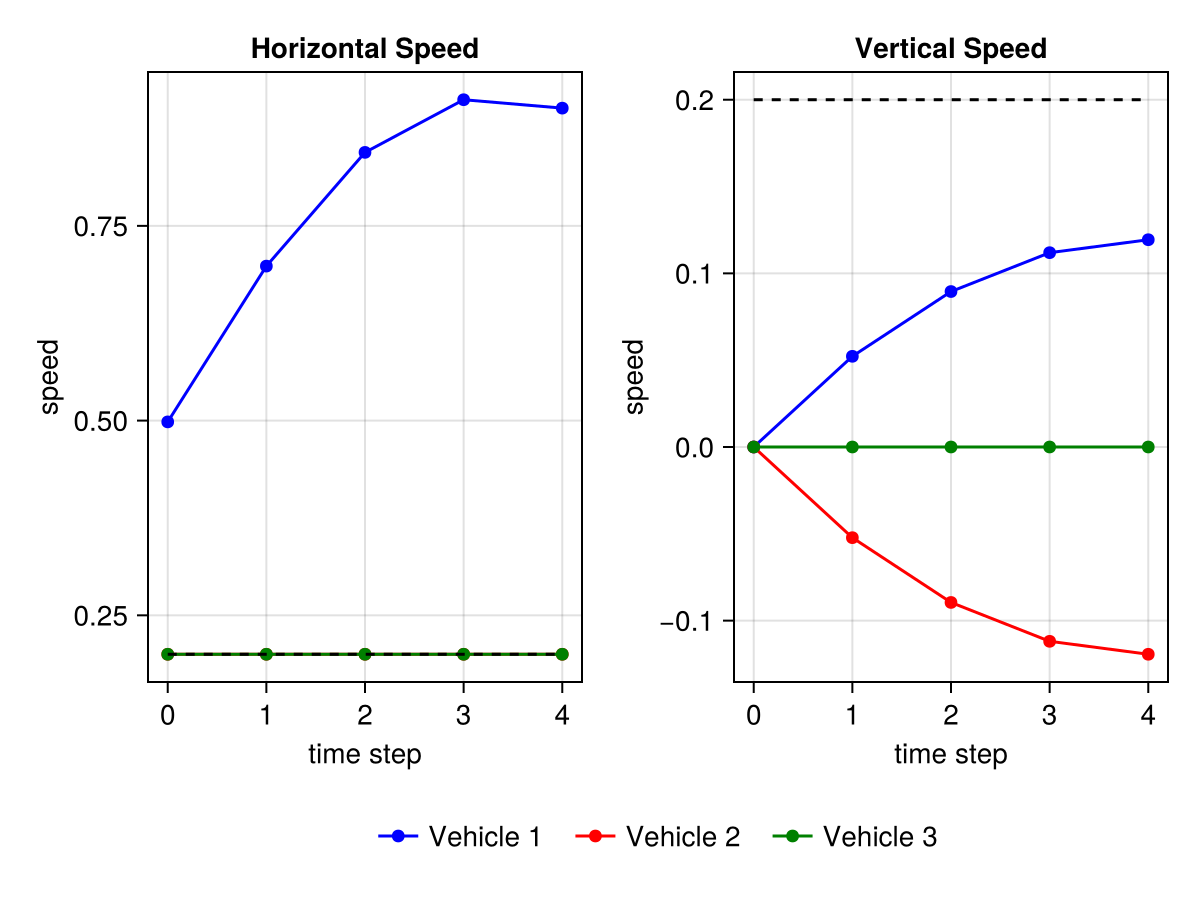 Horizontal Speed
0.75
0.50
0.25
speed
0 1 2 3 4
time step
Vertical Speed
0.2
0.1
0.0
−0.1
speed
0 1 2 3 4
time step
Vehicle 1 Vehicle 2 Vehicle 3